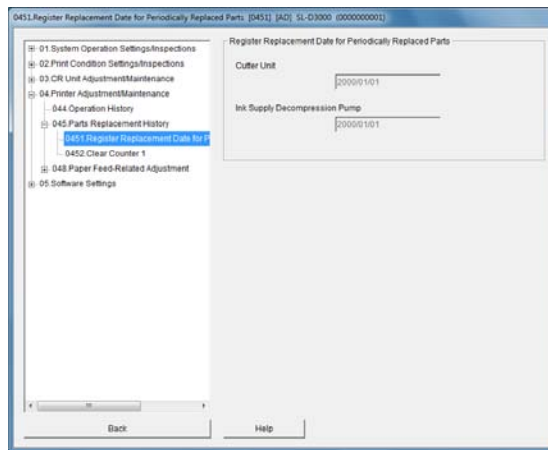 0451.Register Replacement Date for Periodically Replaced Parts [0451] [AD] SL-D3000 (0000000001)
01.System Operation Settings/Inspections
02.Print Condition Settings/Inspections
03.CR Unit Adjustment/Maintenance
04.Printer Adjustment/Maintenance
044.Operation History
045.Parts Replacement History
0451.Register Replacement Date for P
0452.Clear Counter 1
048.Paper Feed-Related Adjustment
05.Software Settings
Register Replacement Date for Periodically Replaced Parts
Cutter Unit
2000/01/01
Ink Supply Decompression Pump
2000/01/01
Back
Help